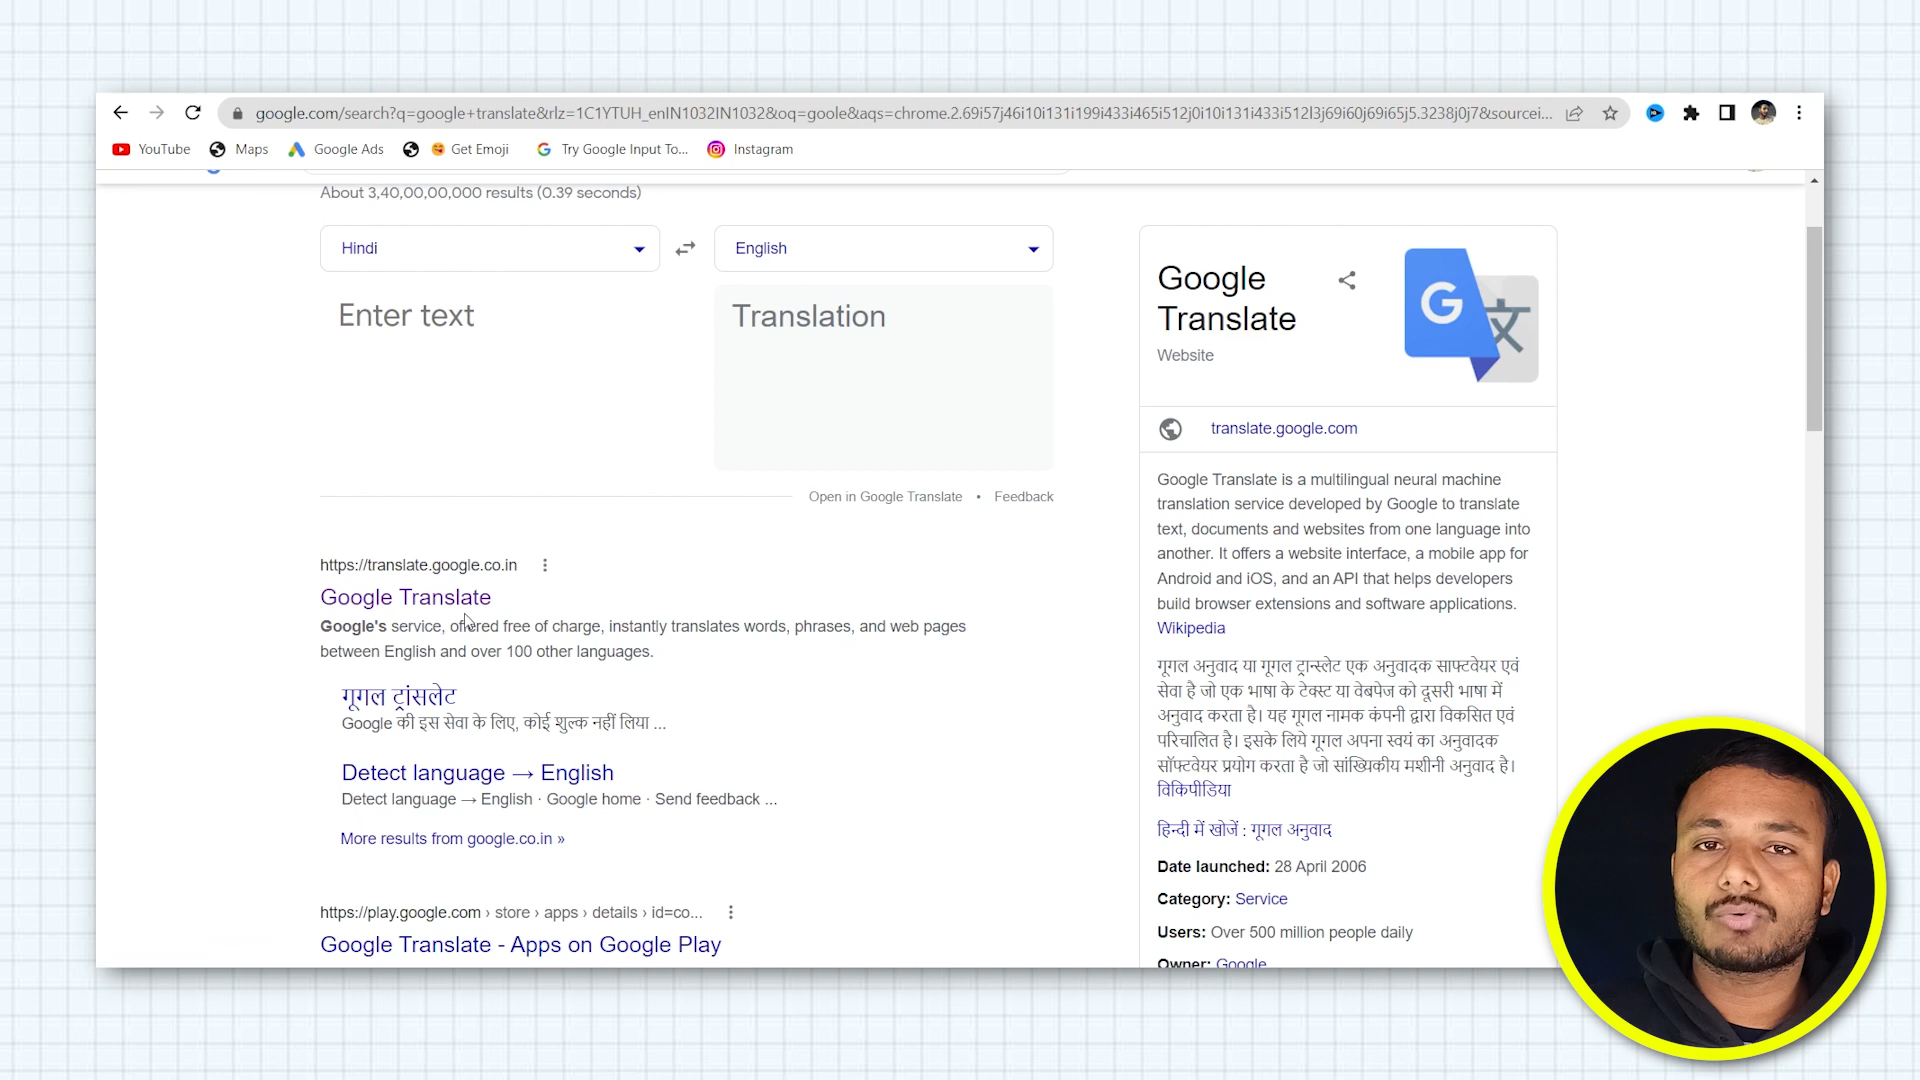 google.com/search?q=google+translate&rlz=1C1YTUH_enIN1032IN1032&oq=goole&aqs=chrome.2.69i57j46i10i131i199i433i465i512j0i10i131i433i512l3j69i60j69i65j5.3238j0j7&sourcei...
YouTube Maps Google Ads Get Emoji Try Google Input To... Instagram
About 3,40,00,00,000 results (0.39 seconds)
Hindi English
Enter text Translation
Open in Google Translate • Feedback
https://translate.google.co.in
Google Translate
Google's service, offered free of charge, instantly translates words, phrases, and web pages
between English and over 100 other languages.
गूगल ट्रांसलेट
Google की इस सेवा के लिए, कोई शुल्क नहीं लिया ...
Detect language → English
Detect language → English · Google home · Send feedback ...
More results from google.co.in »
https://play.google.com › store › apps › details › id=co...
Google Translate - Apps on Google Play
Google
Translate
Website
G 文
translate.google.com
Google Translate is a multilingual neural machine
translation service developed by Google to translate
text, documents and websites from one language into
another. It offers a website interface, a mobile app for
Android and iOS, and an API that helps developers
build browser extensions and software applications.
Wikipedia
गूगल अनुवाद या गूगल ट्रान्स्लेट एक अनुवादक साफ्टवेयर एवं
सेवा है जो एक भाषा के टेक्स्ट या वेबपेज को दूसरी भाषा में
अनुवाद करता है। यह गूगल नामक कंपनी द्वारा विकसित एवं
परिचालित है। इसके लिये गूगल अपना स्वयं का अनुवादक
सॉफ्टवेयर प्रयोग करता है जो सांख्यिकीय मशीनी अनुवाद है।
विकिपीडिया
हिन्दी में खोजें : गूगल अनुवाद
Date launched: 28 April 2006
Category: Service
Users: Over 500 million people daily
Owner: Google